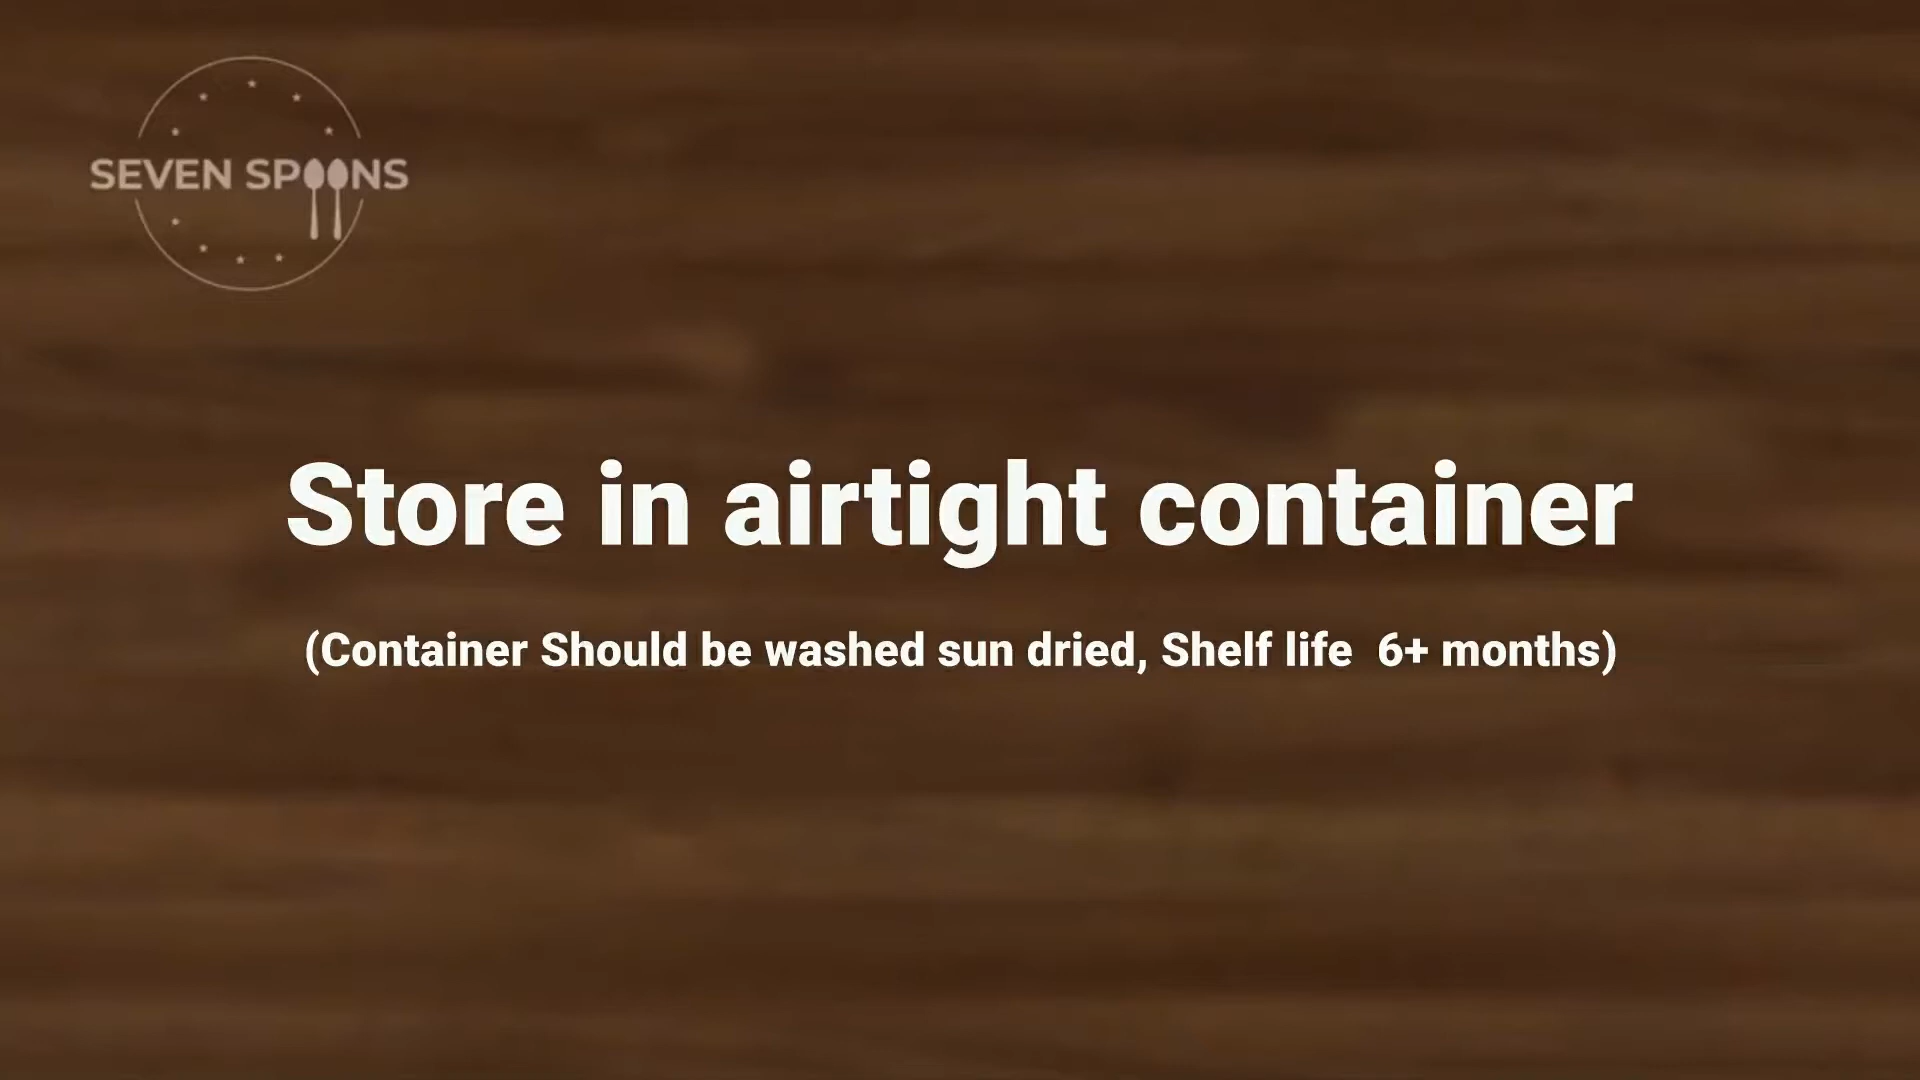 SEVEN SPOONS
Store in airtight container
(Container Should be washed sun dried, Shelf life  6+ months)